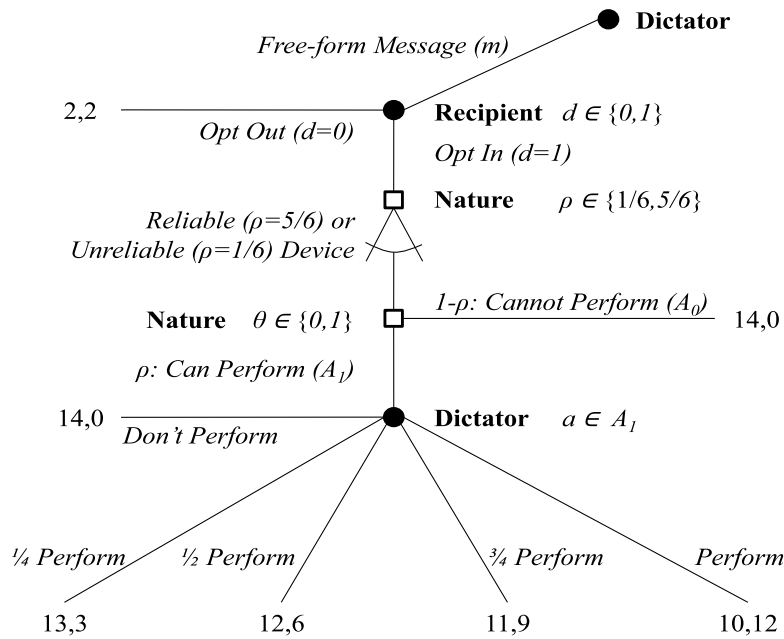 Dictator
Free-form Message (m)
2,2
Recipient d ∈ {0,1}
Opt Out (d=0)
Opt In (d=1)
Nature ρ ∈ {1/6,5/6}
Reliable (ρ=5/6) or
Unreliable (ρ=1/6) Device
1-ρ: Cannot Perform (A₀)
Nature θ ∈ {0,1}
14,0
ρ: Can Perform (A₁)
14,0
Dictator a ∈ A₁
Don't Perform
¼ Perform
½ Perform
¾ Perform
Perform
13,3
12,6
11,9
10,12